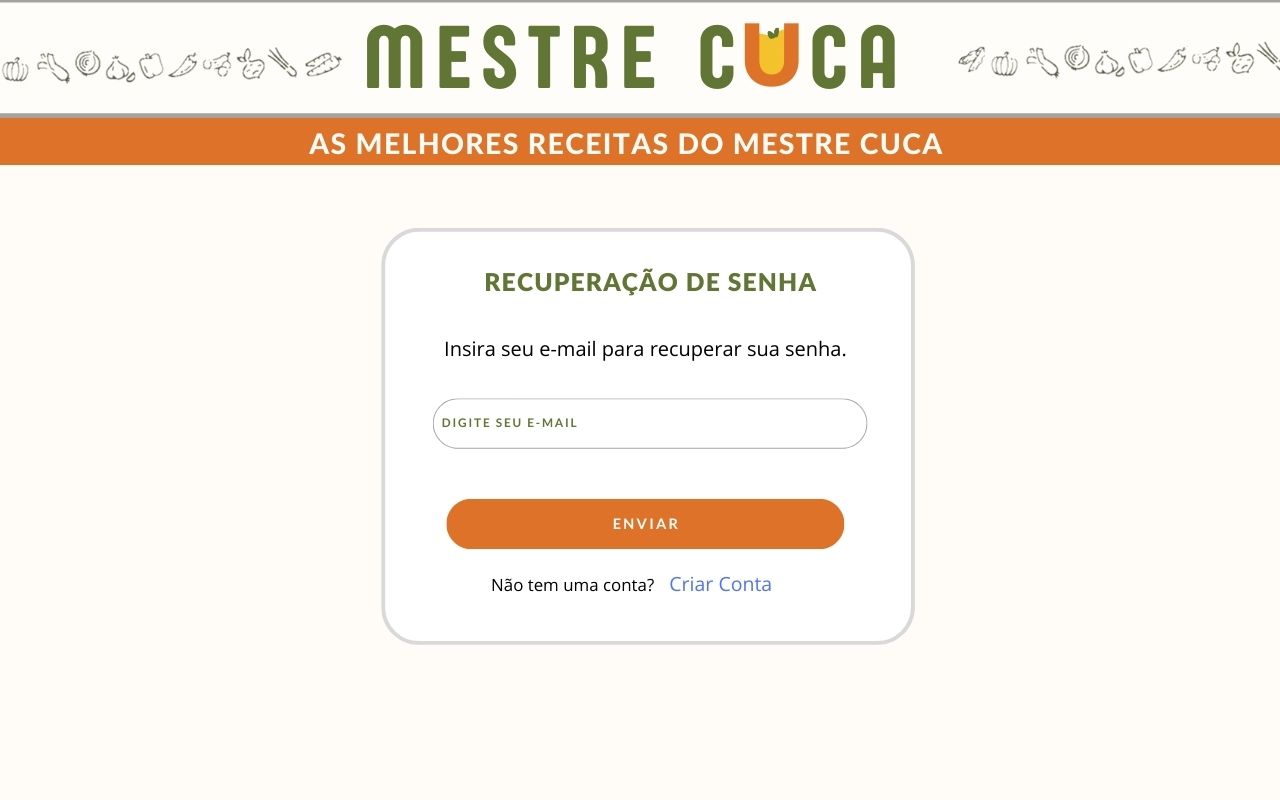 MESTRE CUCA
AS MELHORES RECEITAS DO MESTRE CUCA
RECUPERAÇÃO DE SENHA
Insira seu e-mail para recuperar sua senha.
DIGITE SEU E-MAIL
ENVIAR
Não tem uma conta? Criar Conta